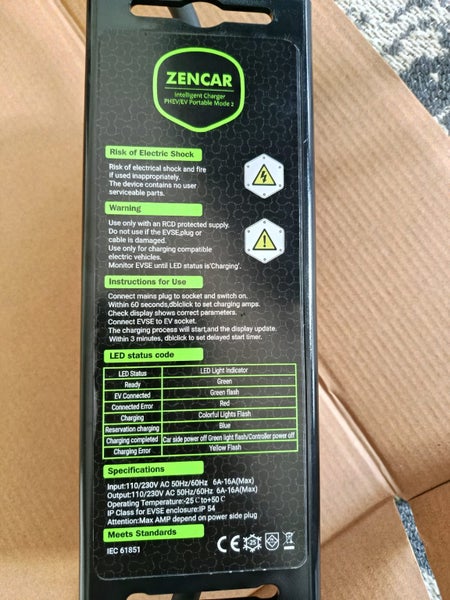 ZENCAR
Intelligent Charger
PHEV/EV Portable Mode 2
Risk of Electric Shock
Risk of electrical shock and fire
if used inappropriately.
The device contains no user
serviceable parts.
Warning
Use only with an RCD protected supply.
Do not use if the EVSE,plug or
cable is damaged.
Use only for charging compatible
electric vehicles.
Monitor EVSE until LED status is'Charging'.
Instructions for Use
Connect mains plug to socket and switch on.
Within 60 seconds,dblclick to set charging amps.
Check display shows correct parameters.
Connect EVSE to EV socket.
The charging process will start,and the display update.
Within 3 minutes, dblclick to set delayed start timer.
LED status code
LED Status LED Light Indicator
Ready Green
EV Connected Green flash
Connected Error Red
Charging Colorful Lights Flash
Reservation charging Blue
Charging completed Car side power off Green light flash/Controller power off
Charging Error Yellow Flash
Specifications
Input:110/230V AC 50Hz/60Hz 6A-16A(Max)
Output:110/230V AC 50Hz/60Hz 6A-16A(Max)
Operating Temperature:-25 C to+50 C
IP Class for EVSE enclosure:IP 54
Attention:Max AMP depend on power side plug
Meets Standards
IEC 61851
CE -25